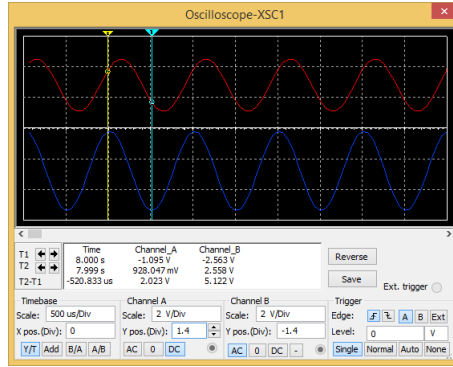 Oscilloscope-XSC1
Time Channel_A Channel_B
T1 8.000 s -1.095 V -2.563 V
T2 7.999 s 928.047 mV 2.558 V
T2-T1 -520.833 us 2.023 V 5.122 V
Reverse
Save
Ext. trigger
Timebase Channel A Channel B Trigger
Scale: 500 us/Div Scale: 2 V/Div Scale: 2 V/Div Edge: A B Ext
X pos.(Div): 0 Y pos.(Div): 1.4 Y pos.(Div): -1.4 Level: 0 V
Y/T Add B/A A/B AC 0 DC AC 0 DC - Single Normal Auto None